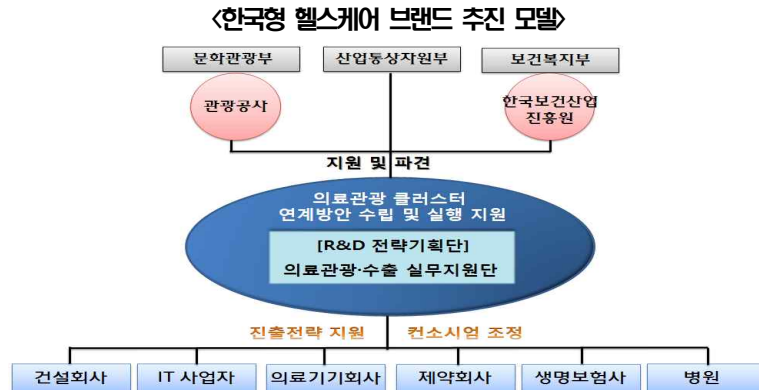 <한국형 헬스케어 브랜드 추진 모델>
문화관광부
산업통상자원부
보건복지부
관광공사
한국보건산업
진흥원
지원 및 파견
의료관광 클러스터
연계방안 수립 및 실행 지원
[R&D 전략기획단]
의료관광·수출 실무지원단
진출전략 지원
컨소시엄 조정
건설회사
IT 사업자
의료기기회사
제약회사
생명보험사
병원